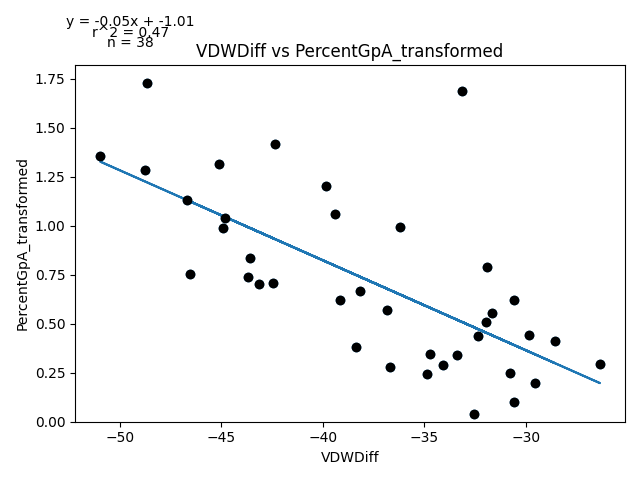 y = -0.05x + -1.01
r^2 = 0.47
n = 38
VDWDiff vs PercentGpA_transformed
PercentGpA_transformed
1.75
1.50
1.25
1.00
0.75
0.50
0.25
0.00
−50 −45 −40 −35 −30
VDWDiff